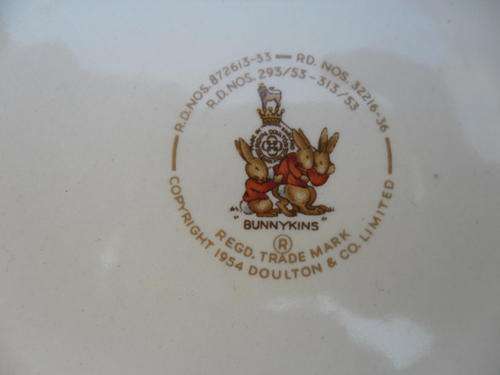 R.D. NOS. 872613-33 — RD. NOS. 32216-36
R.D. NOS. 293/53 – 313/53
"BUNNYKINS"
R
REGD. TRADE MARK
COPYRIGHT 1954 DOULTON & CO. LIMITED